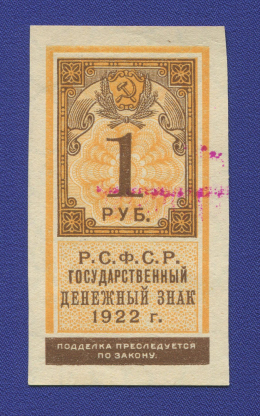 1
РУБ.
Р.С.Ф.С.Р.
ГОСУДАРСТВЕННЫЙ
ДЕНЕЖНЫЙ ЗНАК
1922 г.
ПОДДЕЛКА ПРЕСЛЕДУЕТСЯ
ПО ЗАКОНУ.